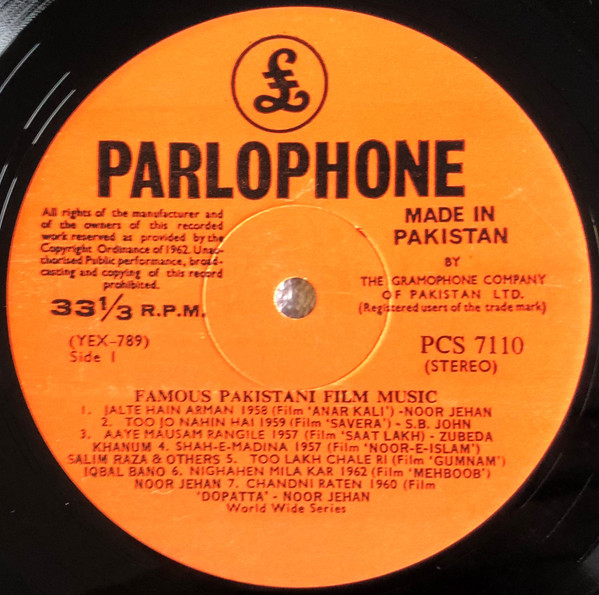 £
PARLOPHONE
All rights of the manufacturer and
of the owners of this recorded
work reserved as provided by the
Copyright Ordinance of 1962. Unau-
thorised Public performance, broad-
casting and copying of this record
prohibited.
33 1/3 R.P.M.
(YEX-789)
Side 1
MADE IN
PAKISTAN
BY
THE GRAMOPHONE COMPANY
OF PAKISTAN LTD.
(Registered users of the trade mark)
PCS 7110
(STEREO)
FAMOUS PAKISTANI FILM MUSIC
1. JALTE HAIN ARMAN 1958 (Film 'ANAR KALI') -NOOR JEHAN
2. TOO JO NAHIN HAI 1959 (Film 'SAVERA') - S.B. JOHN
3. AAYE MAUSAM RANGILE 1957 (Film 'SAAT LAKH) - ZUBEDA
KHANUM 4. SHAH-E-MADINA 1957 (Film 'NOOR-E-ISLAM')
SALIM RAZA & OTHERS 5. TOO LAKH CHALE RI (Film 'GUMNAM')
IQBAL BANO 6. NIGHAHEN MILA KAR 1962 (Film 'MEHBOOB')
NOOR JEHAN 7. CHANDNI RATEN 1960 (Film
'DOPATTA' - NOOR JEHAN
World Wide Series